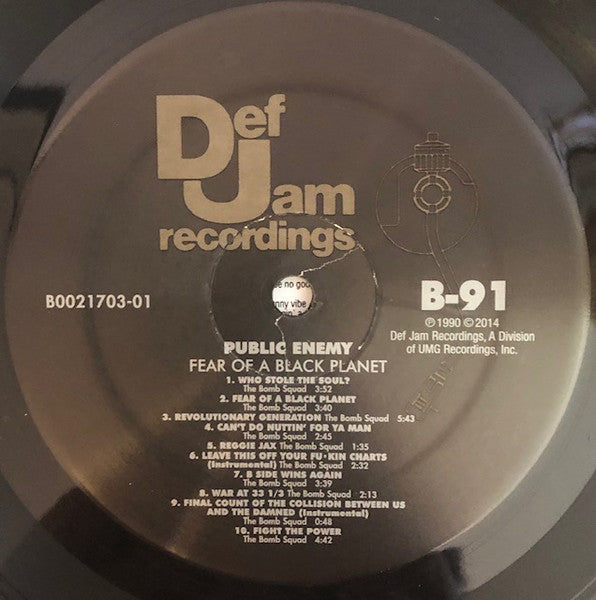 Def
Jam
recordings
e no goo
nny vibe
B0021703-01
B-91
℗ 1990 © 2014
Def Jam Recordings, A Division
of UMG Recordings, Inc.
PUBLIC ENEMY
FEAR OF A BLACK PLANET
1. WHO STOLE THE SOUL?
The Bomb Squad 3:52
2. FEAR OF A BLACK PLANET
The Bomb Squad 3:40
3. REVOLUTIONARY GENERATION The Bomb Squad 5:43
4. CAN'T DO NUTTIN' FOR YA MAN
The Bomb Squad 2:45
5. REGGIE JAX The Bomb Squad 1:35
6. LEAVE THIS OFF YOUR FU•KIN CHARTS
(Instrumental) The Bomb Squad 2:32
7. B SIDE WINS AGAIN
The Bomb Squad 3:39
8. WAR AT 33 1/3 The Bomb Squad 2:13
9. FINAL COUNT OF THE COLLISION BETWEEN US
AND THE DAMNED (Instrumental)
The Bomb Squad 0:48
10. FIGHT THE POWER
The Bomb Squad 4:42